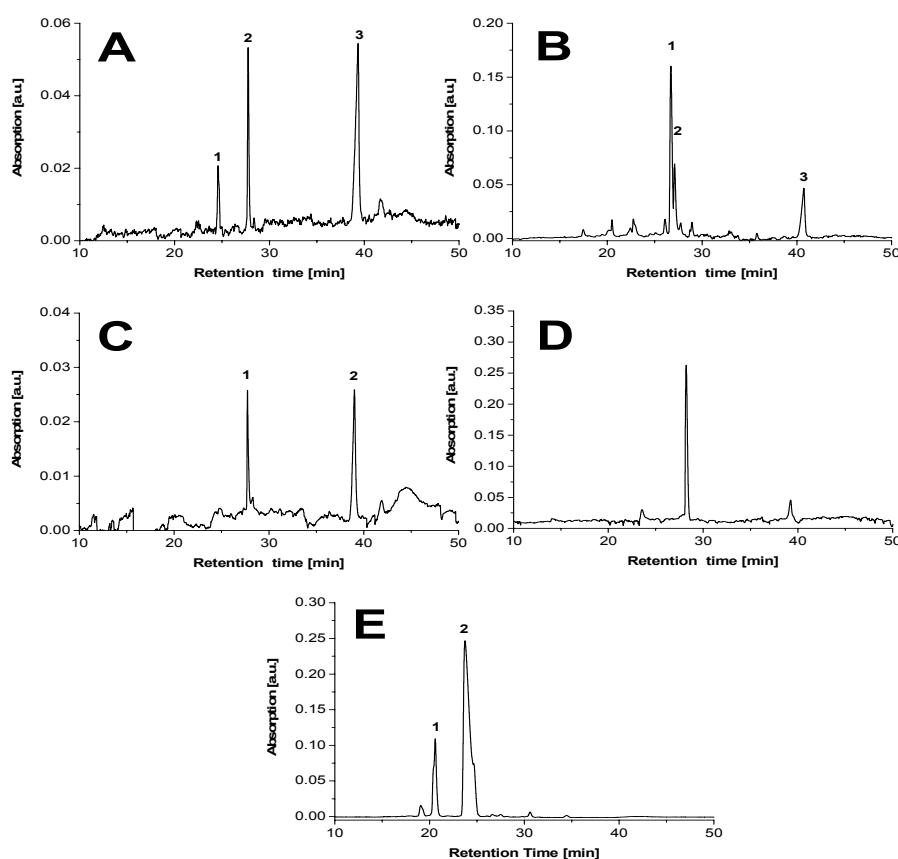 A
0.06
0.04
0.02
0.00
Absorption [a.u.]
1
2
3
10 20 30 40 50
Retention time [min]
B
0.20
0.15
0.10
0.05
0.00
Absorption [a.u.]
1
2
3
10 20 30 40 50
Retention time [min]
C
0.04
0.03
0.02
0.01
0.000
Absorption [a.u.]
1
2
10 20 30 40 50
Retention time [min]
D
0.35
0.30
0.25
0.20
0.15
0.10
0.05
0.00
Absorption [a.u.]
10 20 30 40 50
Retention time [min]
E
0.30
0.25
0.20
0.15
0.10
0.05
0.00
Absorption [a.u.]
1
2
10 20 30 40 50
Retention Time [min]